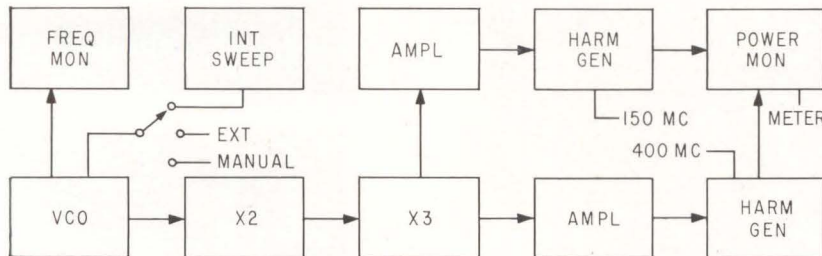 FREQ
MON
INT
SWEEP
AMPL
HARM
GEN
POWER
MON
EXT
MANUAL
150 MC
METER
400 MC
VCO
X2
X3
AMPL
HARM
GEN